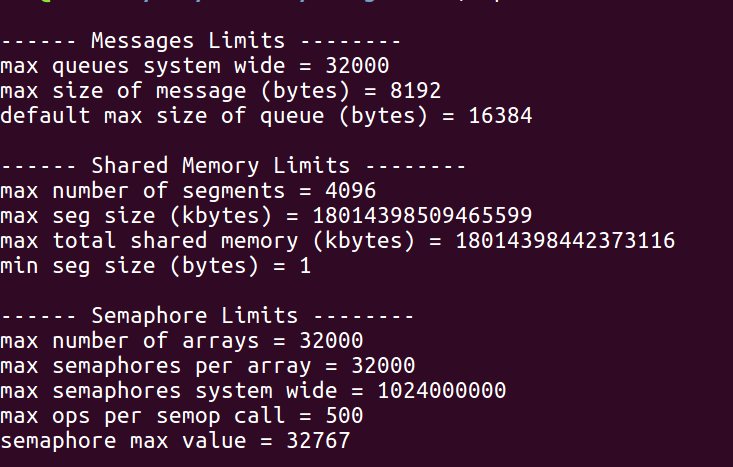 ------ Messages Limits --------
max queues system wide = 32000
max size of message (bytes) = 8192
default max size of queue (bytes) = 16384
------ Shared Memory Limits --------
max number of segments = 4096
max seg size (kbytes) = 18014398509465599
max total shared memory (kbytes) = 18014398442373116
min seg size (bytes) = 1
------ Semaphore Limits --------
max number of arrays = 32000
max semaphores per array = 32000
max semaphores system wide = 1024000000
max ops per semop call = 500
semaphore max value = 32767